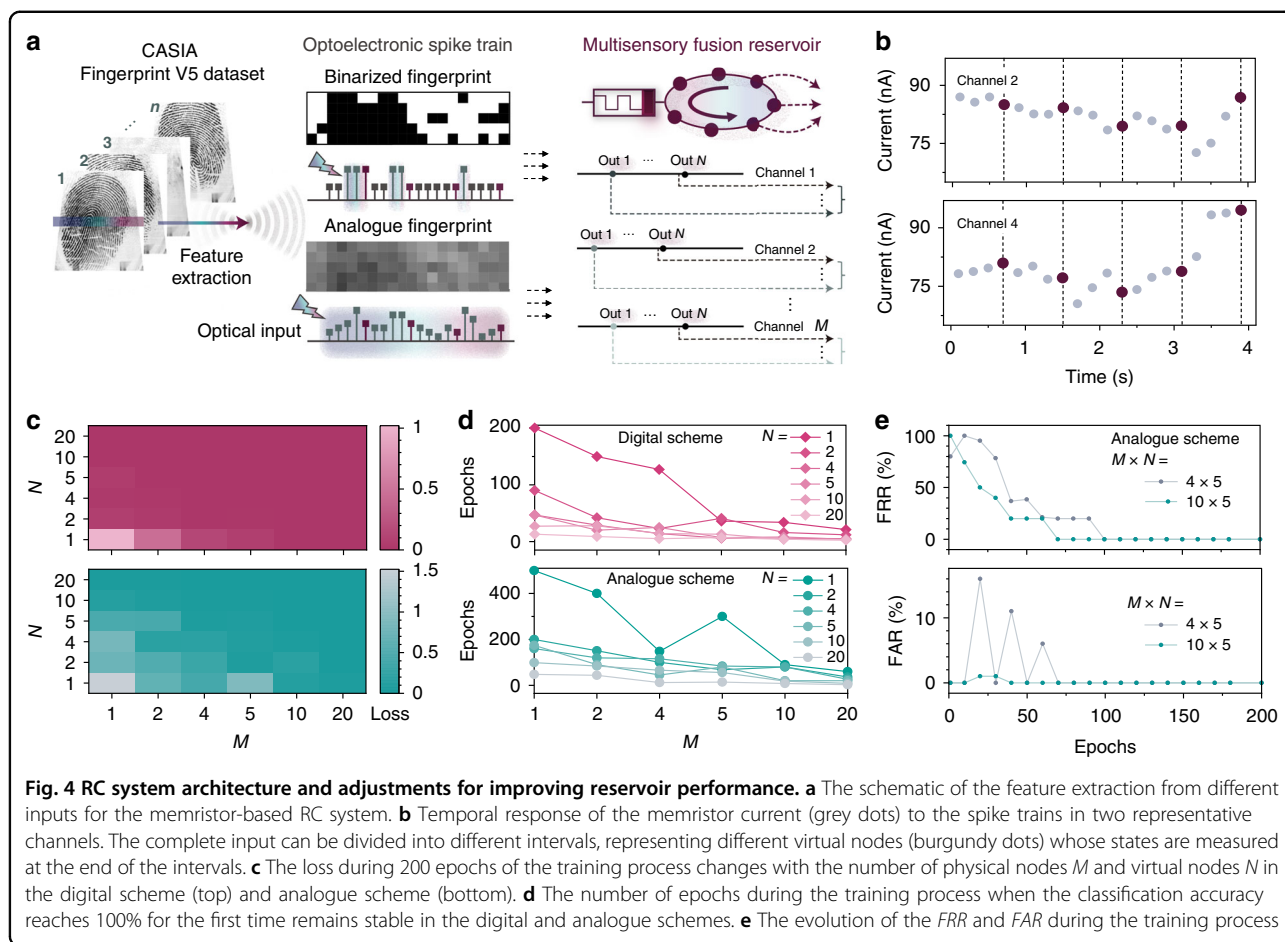 a
CASIA
Fingerprint V5 dataset
n
3
2
1
Feature
extraction
Optoelectronic spike train
Binarized fingerprint
Analogue fingerprint
Optical input
Multisensory fusion reservoir
Out 1 ... Out N
Channel 1
Out 1 ... Out N
Channel 2
Out 1 ... Out N
Channel M
b
Channel 2
Current (nA)
90
75
Channel 4
Current (nA)
90
75
0 1 2 3 4
Time (s)
c
N
20
10
5
4
2
1
1
0.5
0
N
20
10
5
4
2
1
1.5
1
0.5
0
1 2 4 5 10 20 Loss
M
d
Epochs
200
100
0
Digital scheme
N = 1
2
4
5
10
20
Epochs
400
200
0
Analogue scheme
N = 1
2
4
5
10
20
1 2 4 5 10 20
M
e
FRR (%)
100
50
0
Analogue scheme
M × N =
4 × 5
10 × 5
FAR (%)
10
0
M × N =
4 × 5
10 × 5
0 50 100 150 200
Epochs
Fig. 4 RC system architecture and adjustments for improving reservoir performance. a The schematic of the feature extraction from different
inputs for the memristor-based RC system. b Temporal response of the memristor current (grey dots) to the spike trains in two representative
channels. The complete input can be divided into different intervals, representing different virtual nodes (burgundy dots) whose states are measured
at the end of the intervals. c The loss during 200 epochs of the training process changes with the number of physical nodes M and virtual nodes N in
the digital scheme (top) and analogue scheme (bottom). d The number of epochs during the training process when the classification accuracy
reaches 100% for the first time remains stable in the digital and analogue schemes. e The evolution of the FRR and FAR during the training process